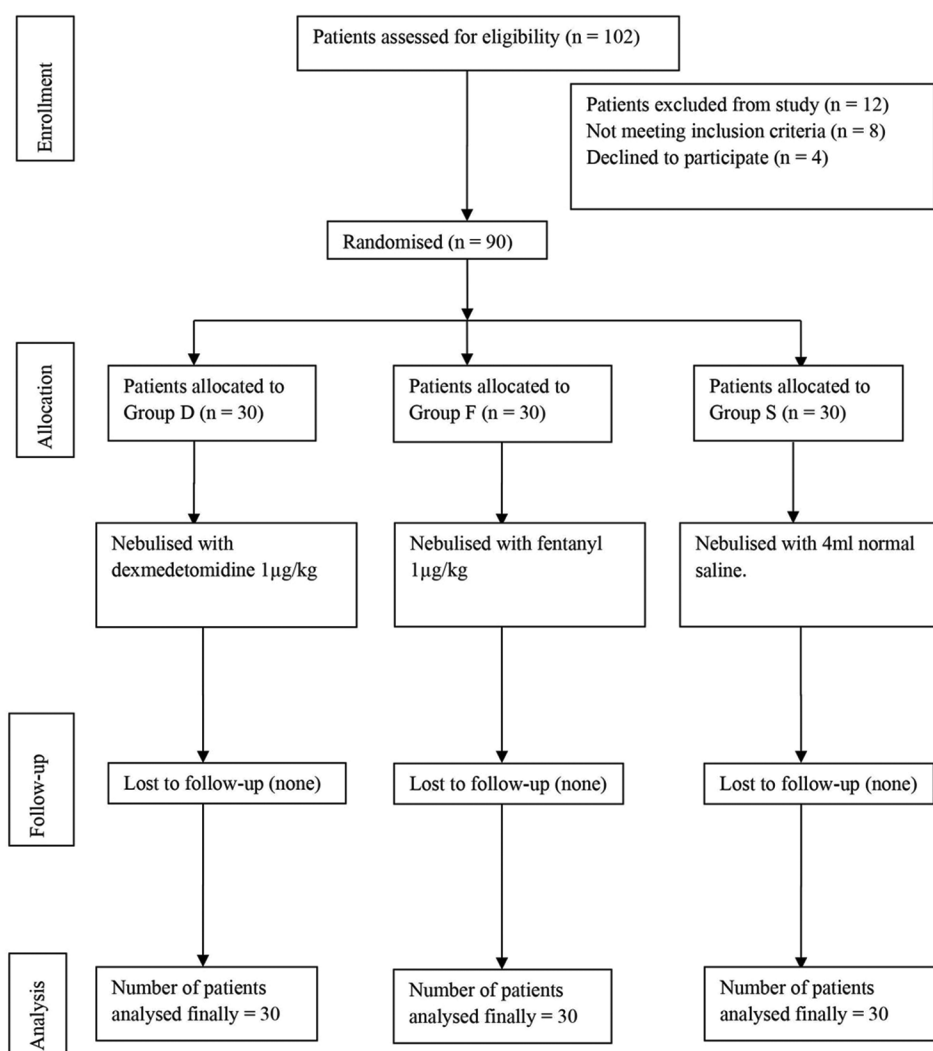 Enrollment
Patients assessed for eligibility (n = 102)
Patients excluded from study (n = 12)
Not meeting inclusion criteria (n = 8)
Declined to participate (n = 4)
Randomised (n = 90)
Allocation
Patients allocated to
Group D (n = 30)
Patients allocated to
Group F (n = 30)
Patients allocated to
Group S (n = 30)
Nebulised with
dexmedetomidine 1µg/kg
Nebulised with fentanyl
1µg/kg
Nebulised with 4ml normal
saline.
Follow-up
Lost to follow-up (none)
Lost to follow-up (none)
Lost to follow-up (none)
Analysis
Number of patients
analysed finally = 30
Number of patients
analysed finally = 30
Number of patients
analysed finally = 30